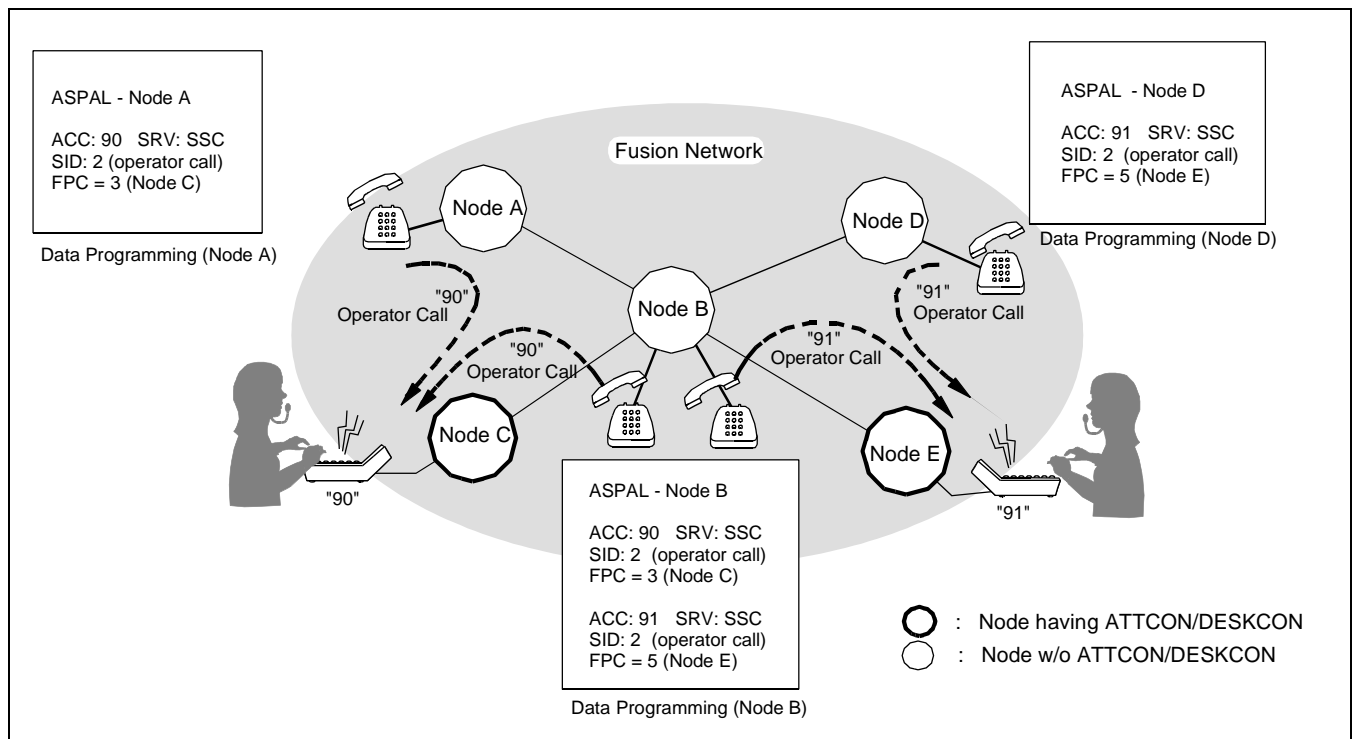 ASPAL - Node A
ACC: 90 SRV: SSC
SID: 2 (operator call)
FPC = 3 (Node C)
Data Programming (Node A)
ASPAL - Node D
ACC: 91 SRV: SSC
SID: 2 (operator call)
FPC = 5 (Node E)
Data Programming (Node D)
Fusion Network
Node A
Node D
Node B
"90"
Operator Call
"90"
Operator Call
"91"
Operator Call
"91"
Operator Call
Node C
Node E
"90"
"91"
ASPAL - Node B
ACC: 90 SRV: SSC
SID: 2 (operator call)
FPC = 3 (Node C)
ACC: 91 SRV: SSC
SID: 2 (operator call)
FPC = 5 (Node E)
Data Programming (Node B)
: Node having ATTCON/DESKCON
: Node w/o ATTCON/DESKCON